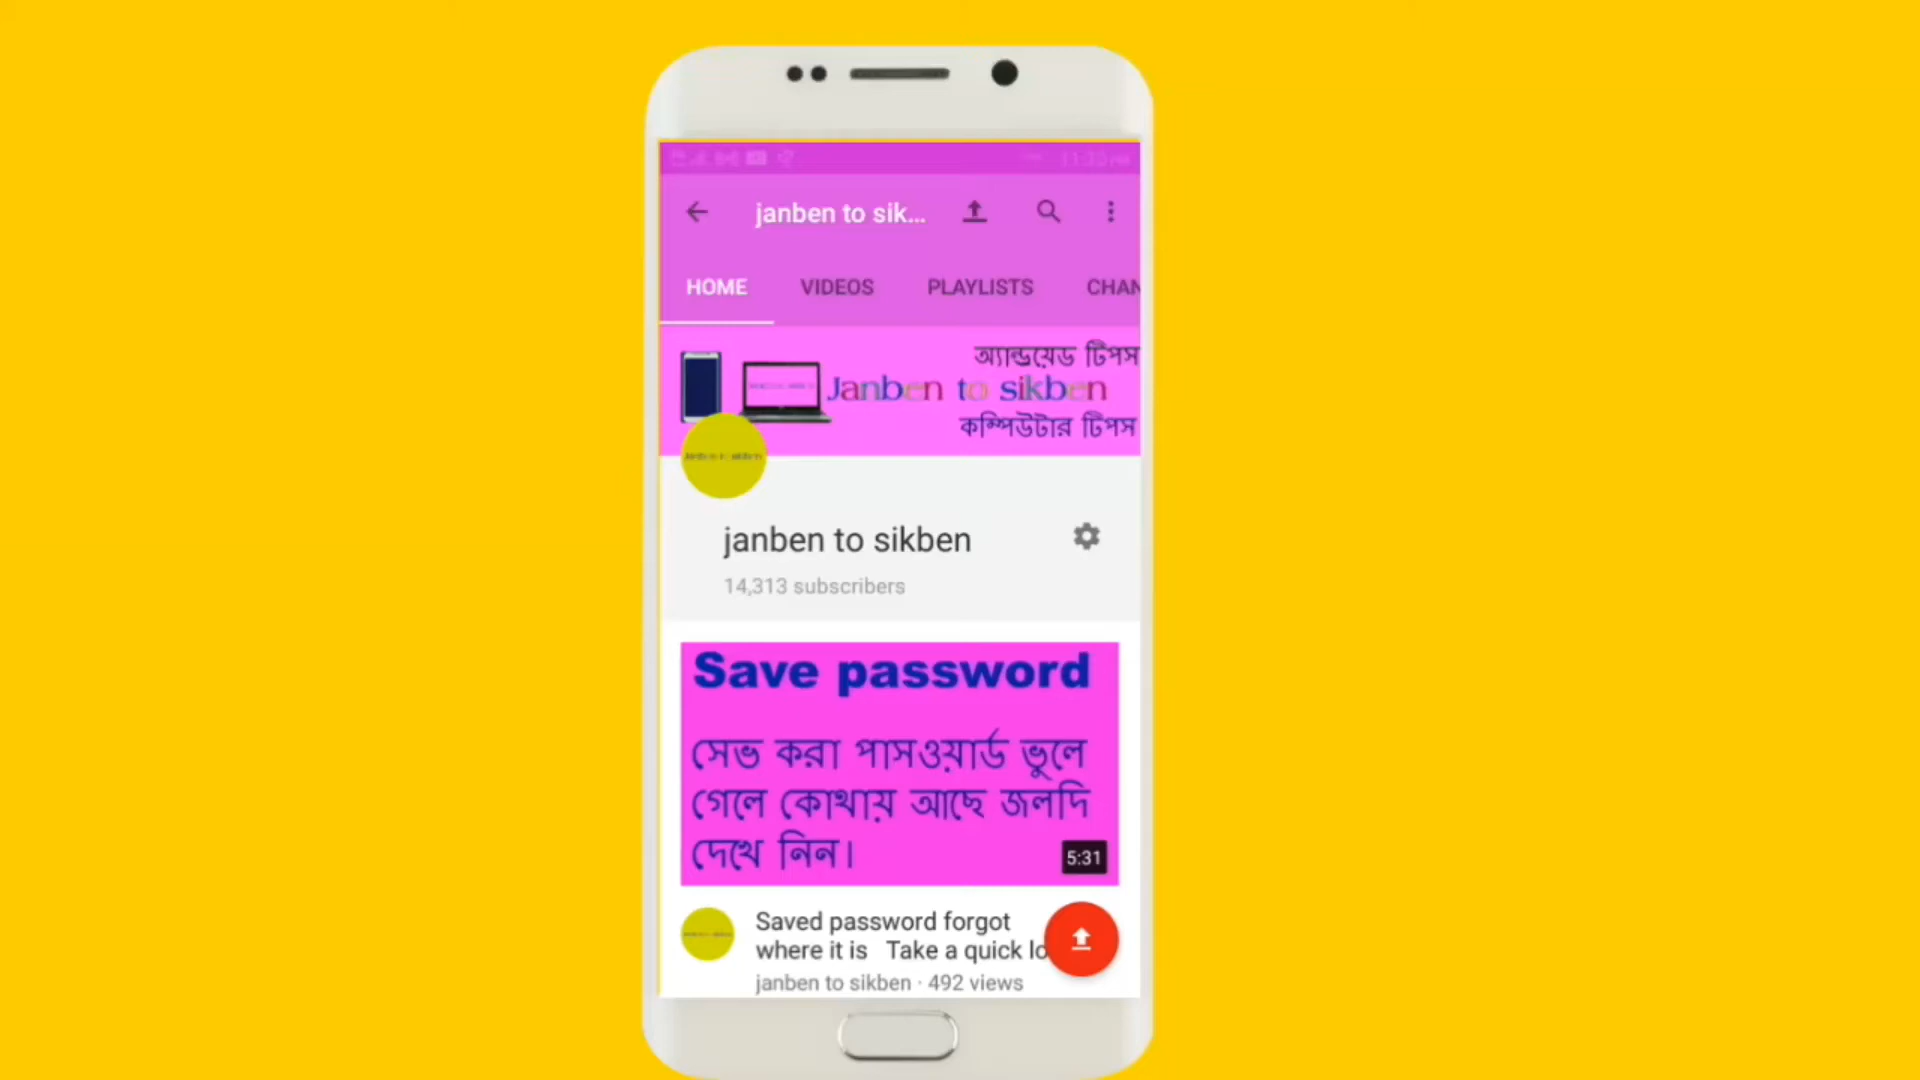 janben to sik...
HOME VIDEOS PLAYLISTS CHAN
অ্যান্ড্রয়েড টিপস
Janben to sikben
কম্পিউটার টিপস
janben to sikben
14,313 subscribers
Save password
সেভ করা পাসওয়ার্ড ভুলে
গেলে কোথায় আছে জলদি
দেখে নিন।
5:31
Saved password forgot
where it is Take a quick lo
janben to sikben · 492 views